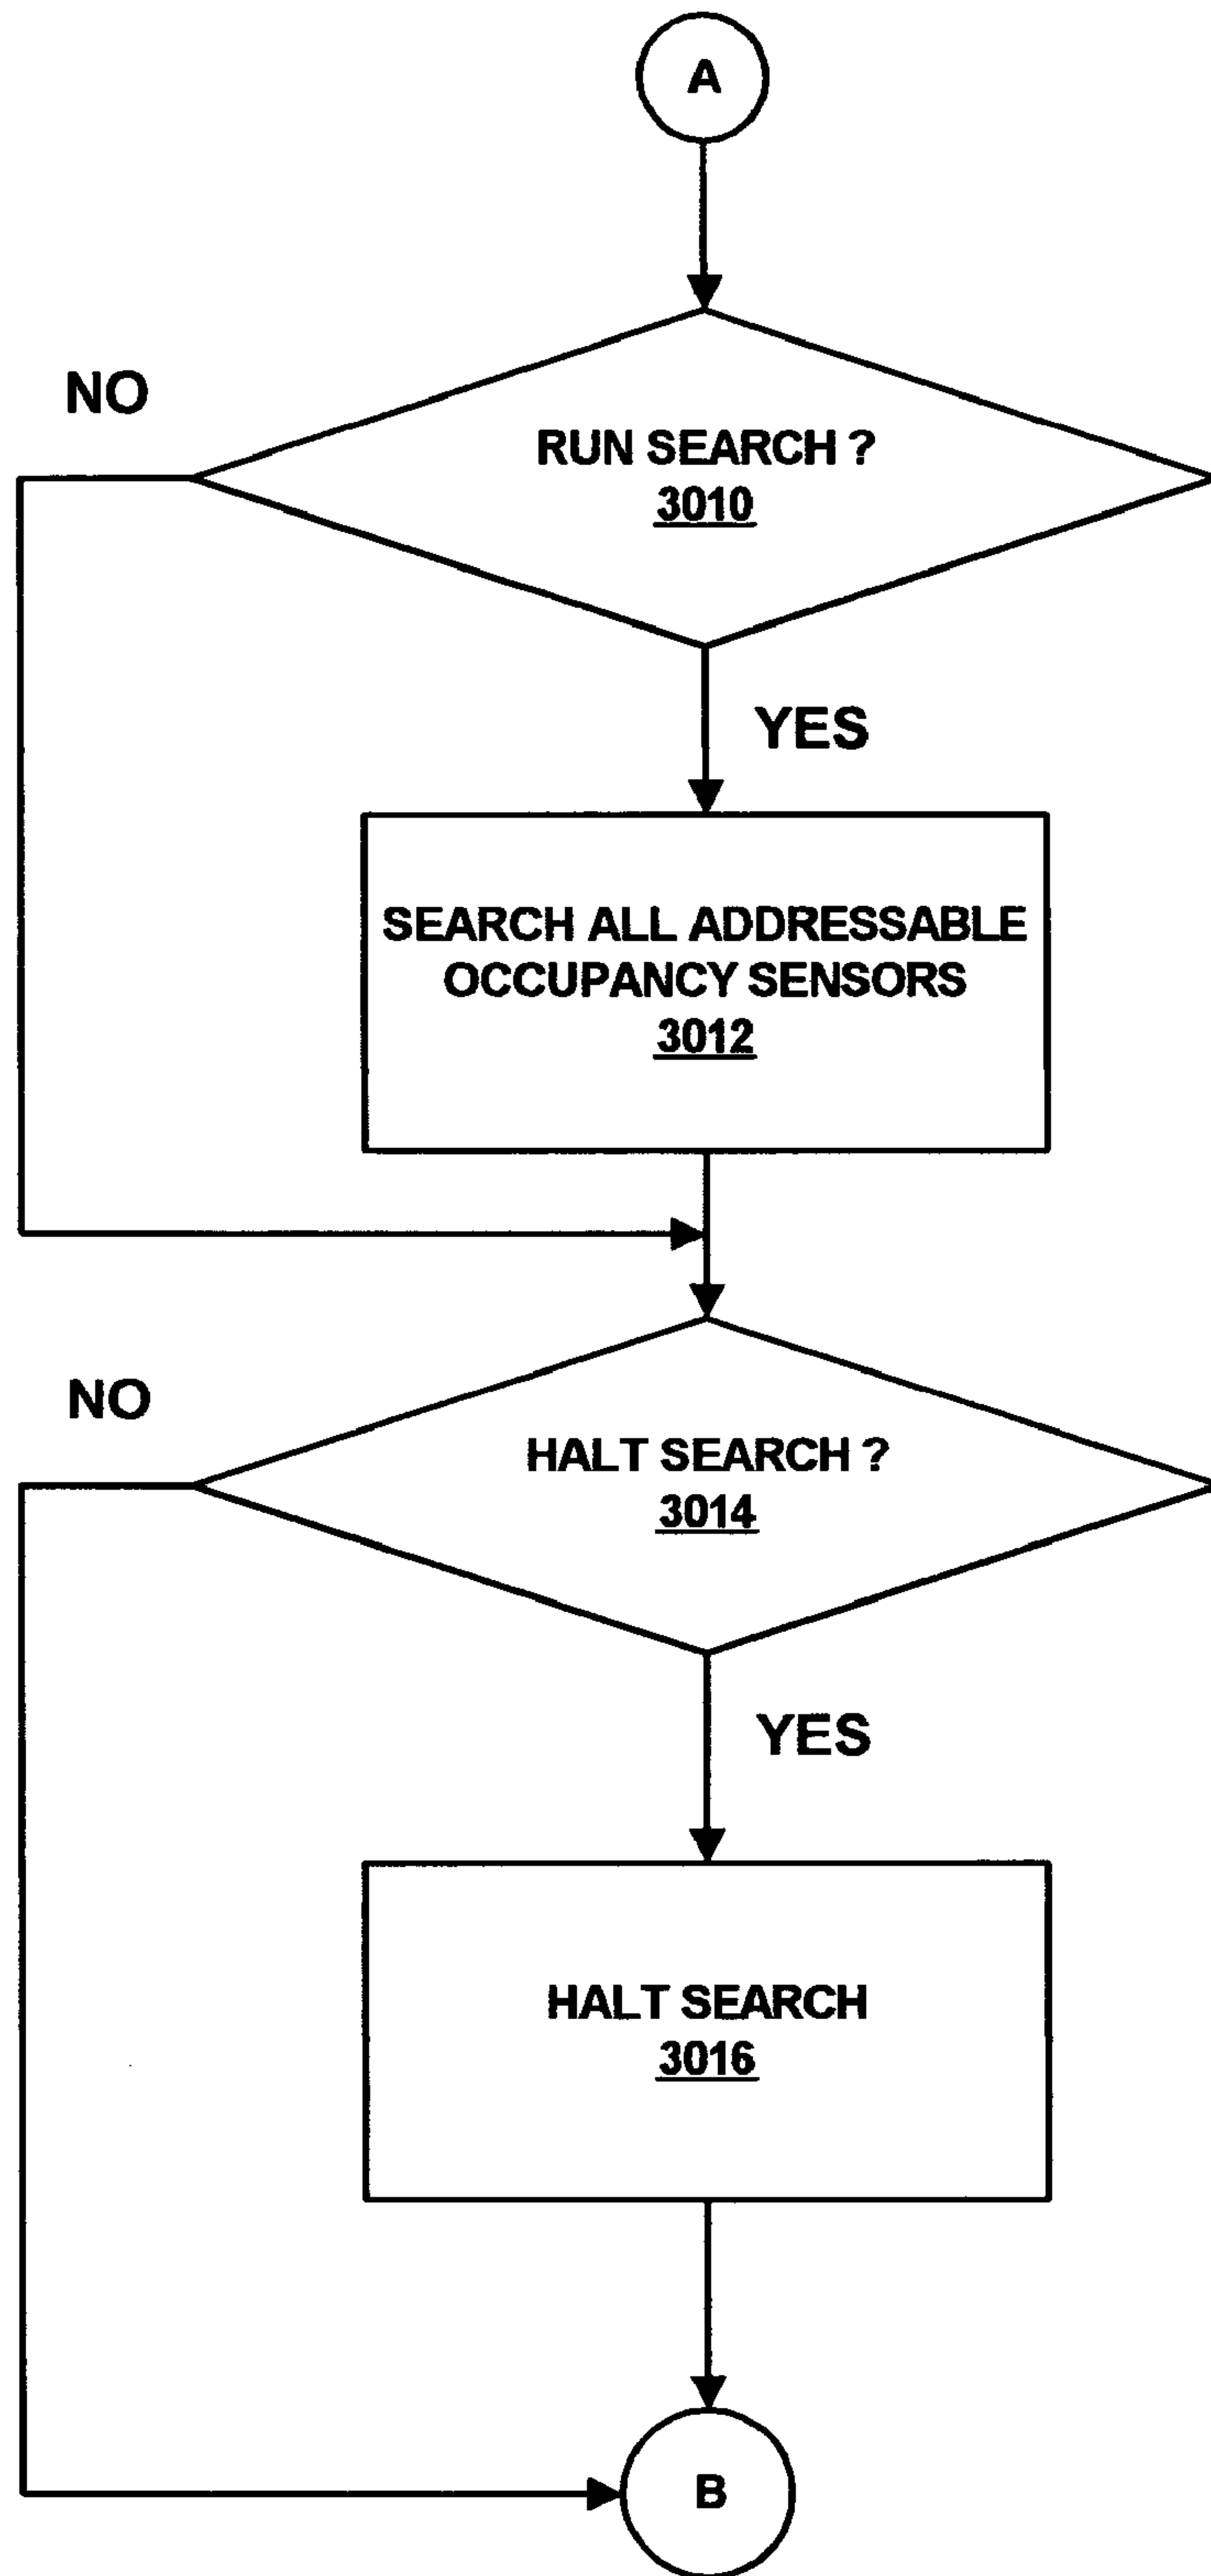 A
NO
RUN SEARCH ?
3010
YES
SEARCH ALL ADDRESSABLE
OCCUPANCY SENSORS
3012
NO
HALT SEARCH ?
3014
YES
HALT SEARCH
3016
B